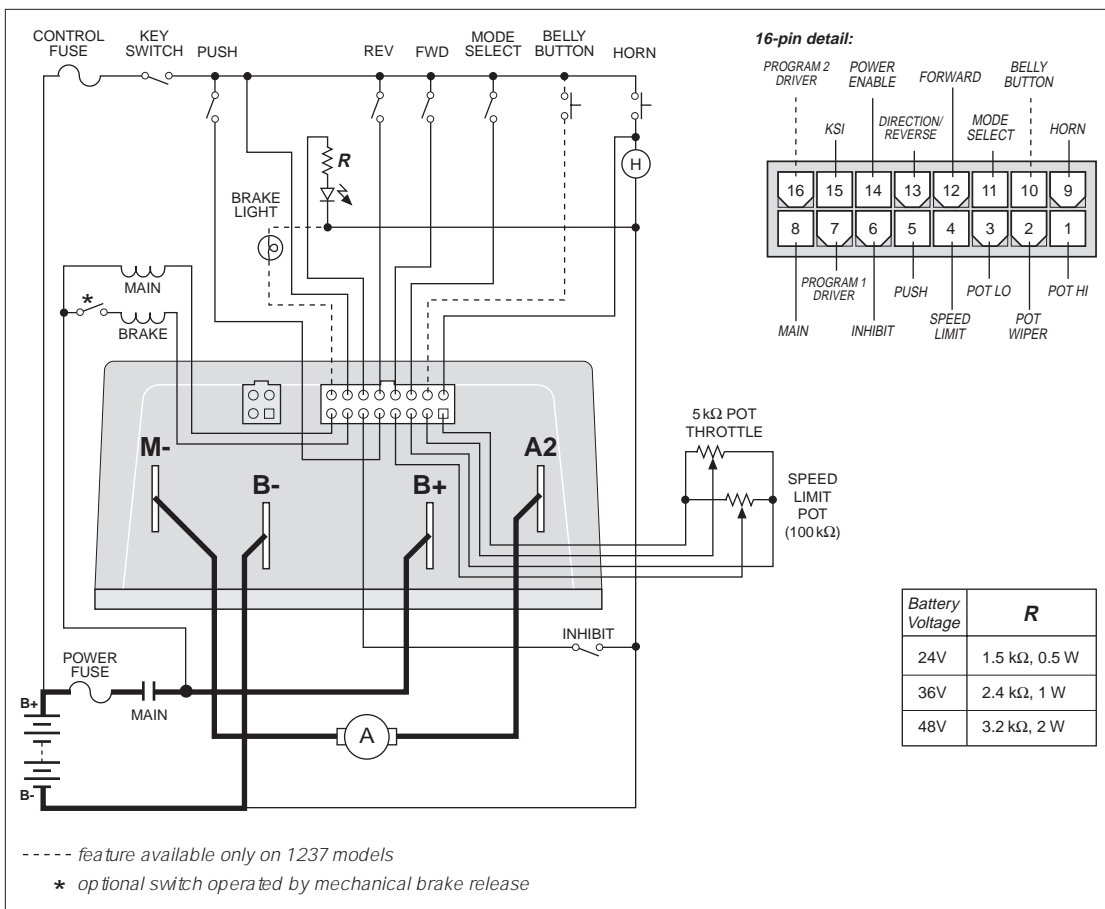 CONTROL
FUSE
KEY
SWITCH
PUSH
REV
FWD
MODE
SELECT
BELLY
BUTTON
HORN
R
H
BRAKE
LIGHT
MAIN
*
BRAKE
16-pin detail:
PROGRAM 2
DRIVER
POWER
ENABLE
FORWARD
BELLY
BUTTON
KSI
DIRECTION/
REVERSE
MODE
SELECT
HORN
16 15 14 13 12 11 10 9
8 7 6 5 4 3 2 1
PROGRAM 1
DRIVER
PUSH
POT LO
POT HI
MAIN
INHIBIT
SPEED
LIMIT
POT
WIPER
M-
B-
B+
A2
5 kΩ POT
THROTTLE
SPEED
LIMIT
POT
(100 kΩ)
INHIBIT
POWER
FUSE
B+
MAIN
A
B-
Battery
Voltage R
24V 1.5 kΩ, 0.5 W
36V 2.4 kΩ, 1 W
48V 3.2 kΩ, 2 W
----- feature available only on 1237 models
* optional switch operated by mechanical brake release